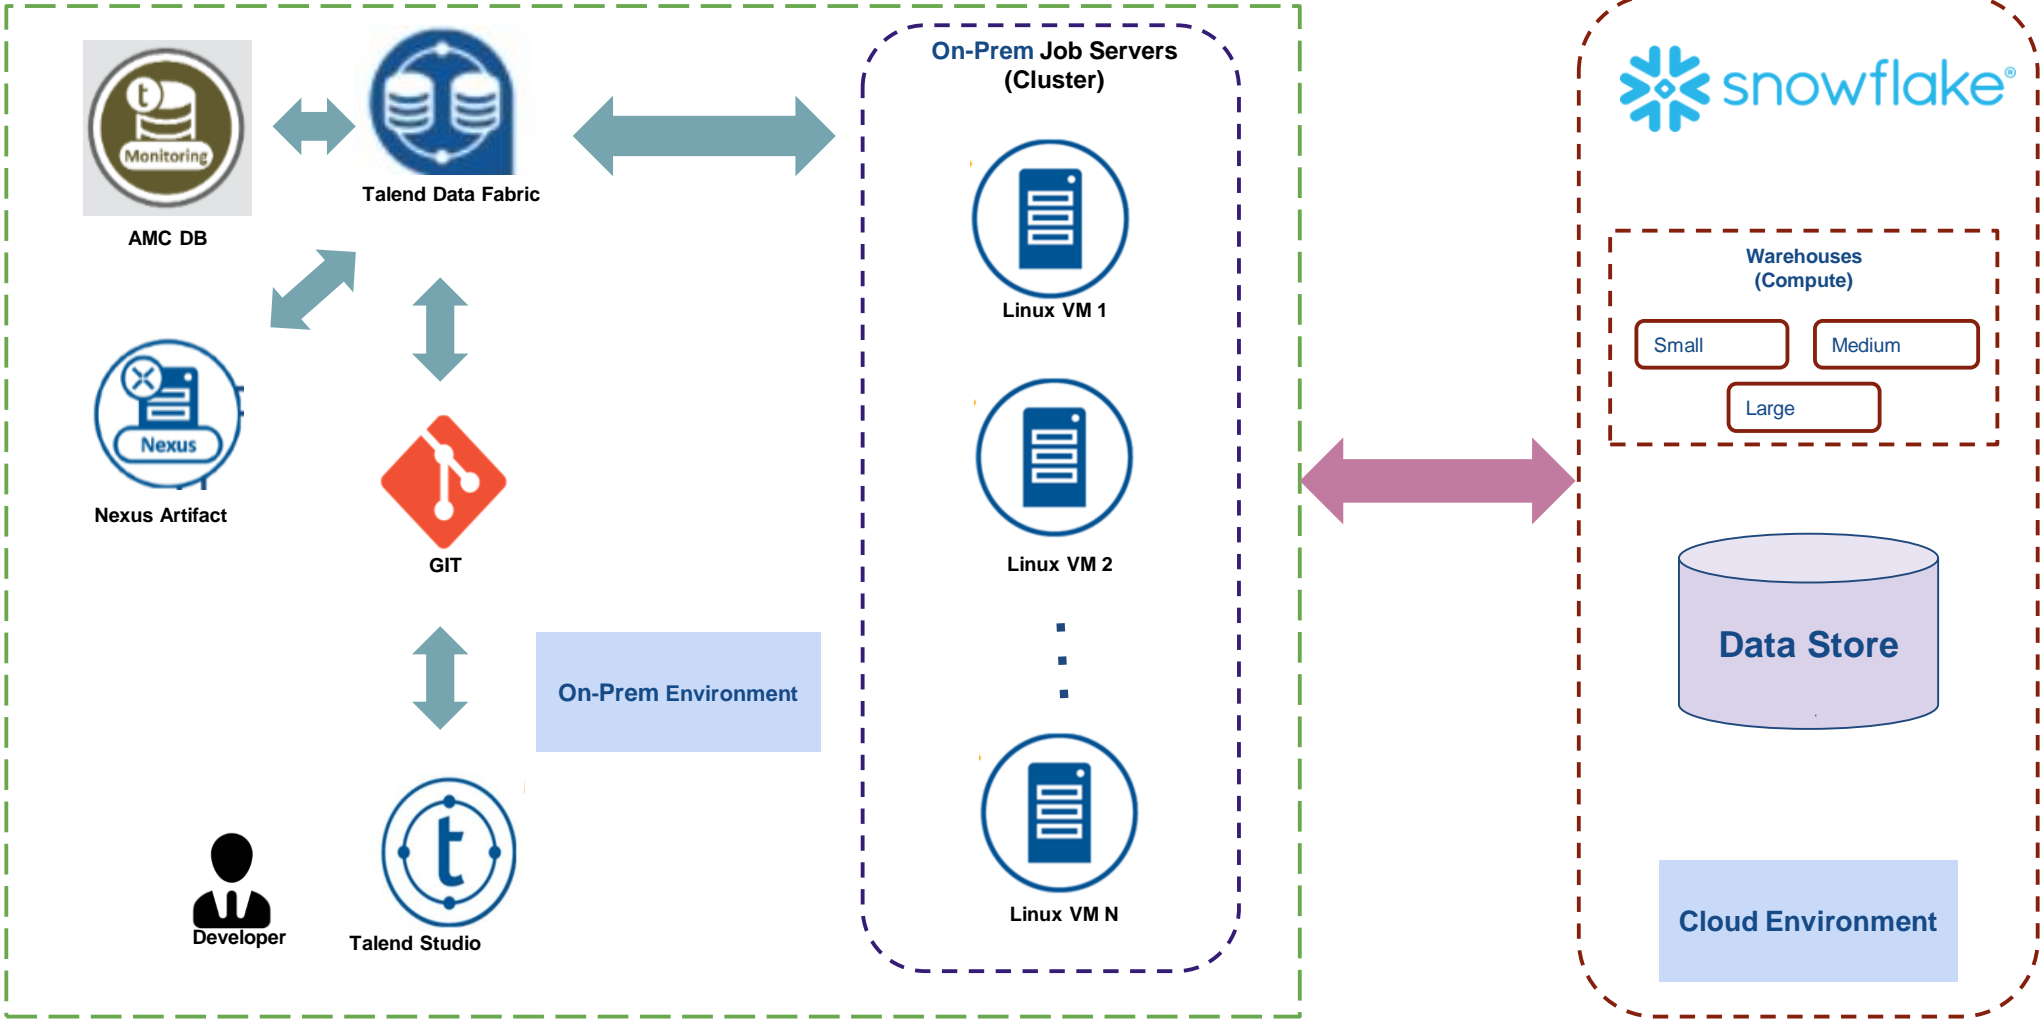 On-Prem Job Servers
(Cluster)
snowflake®
t
Monitoring
AMC DB
Talend Data Fabric
Linux VM 1
Warehouses
(Compute)
Small
Medium
Large
Nexus
Nexus Artifact
GIT
Linux VM 2
On-Prem Environment
Data Store
t
Developer
Talend Studio
Linux VM N
Cloud Environment